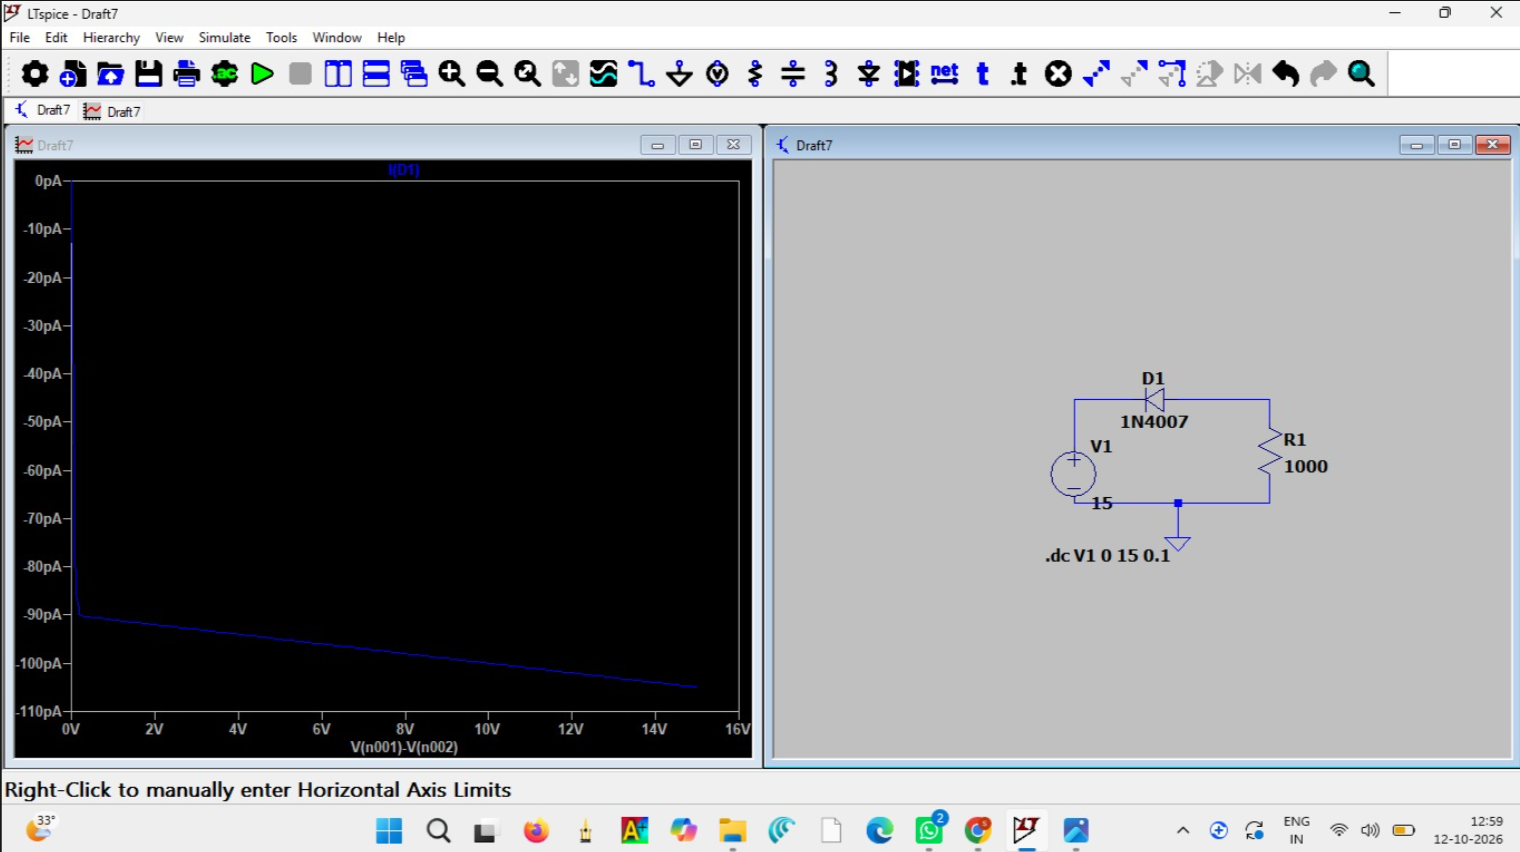 LTspice - Draft7
File Edit Hierarchy View Simulate Tools Window Help
ac
net t .t
Draft7 Draft7
Draft7
I(D1)
0pA
-10pA
-20pA
-30pA
-40pA
-50pA
-60pA
-70pA
-80pA
-90pA
-100pA
-110pA
0V 2V 4V 6V 8V 10V 12V 14V 16V
V(n001)-V(n002)
Draft7
D1
1N4007
V1
15
R1
1000
.dc V1 0 15 0.1
Right-Click to manually enter Horizontal Axis Limits
33°
2
ENG
IN
12:59
12-10-2026